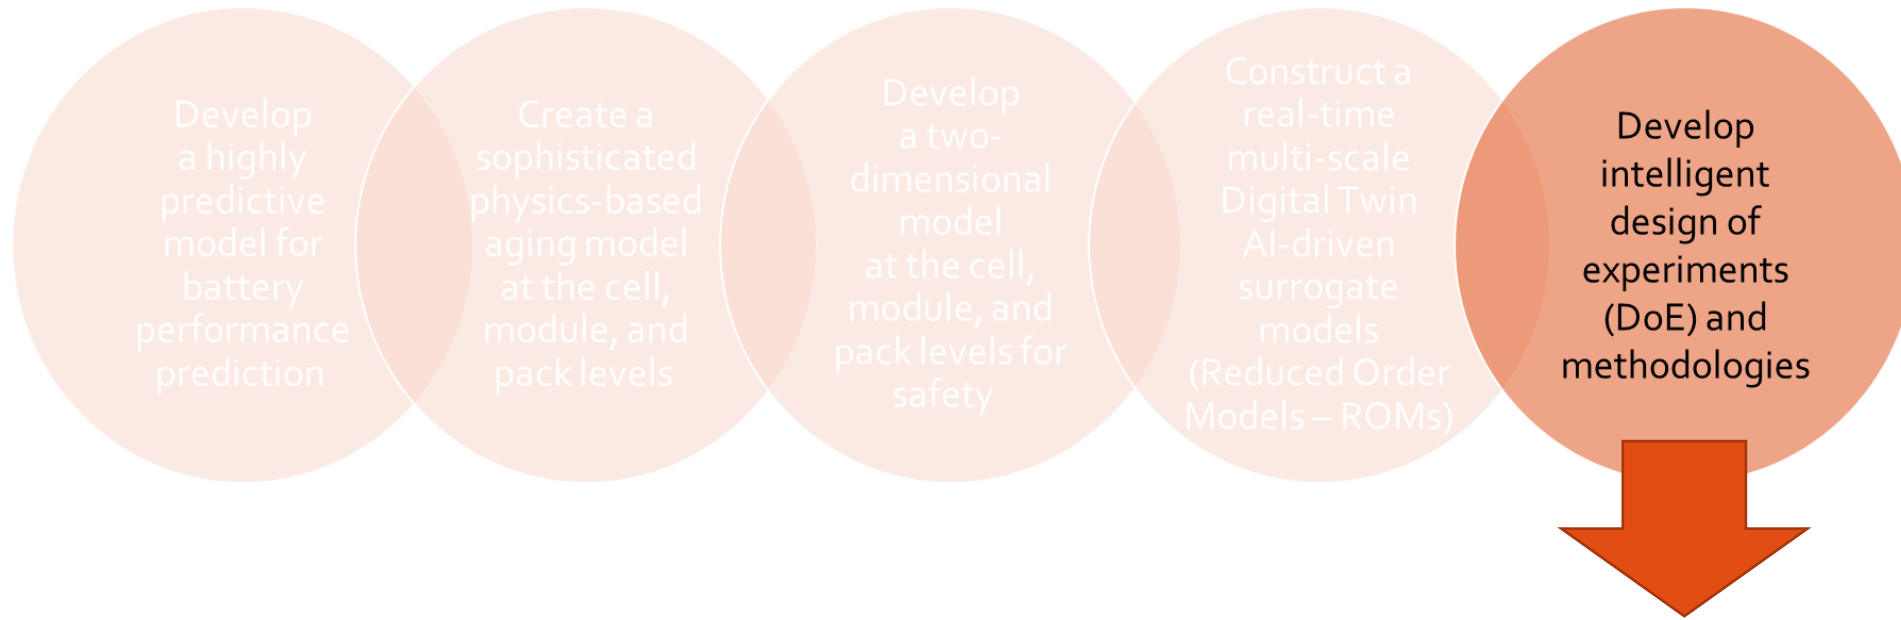 Develop
a highly
predictive
model for
battery
performance
prediction
Create a
sophisticated
physics-based
aging model
at the cell,
module, and
pack levels
Develop
a two-
dimensional
model
at the cell,
module, and
pack levels for
safety
Construct a
real-time
multi-scale
Digital Twin
AI-driven
surrogate
models
(Reduced Order
Models – ROMs)
Develop
intelligent
design of
experiments
(DoE) and
methodologies